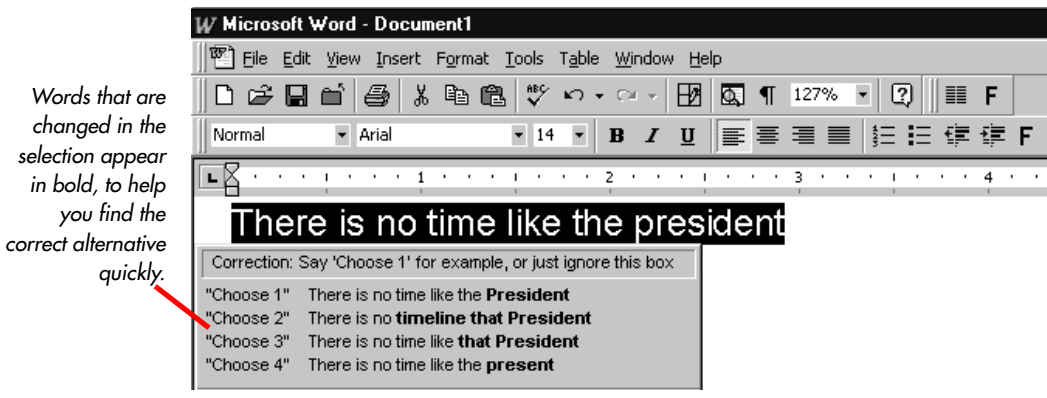 Microsoft Word - Document1
File Edit View Insert Format Tools Table Window Help
127%
F
Normal Arial 14 B I U F
1 2 3 4
Words that are
changed in the
selection appear
in bold, to help
you find the
correct alternative
quickly.
There is no time like the president
Correction: Say 'Choose 1' for example, or just ignore this box
"Choose 1" There is no time like the President
"Choose 2" There is no timeline that President
"Choose 3" There is no time like that President
"Choose 4" There is no time like the present